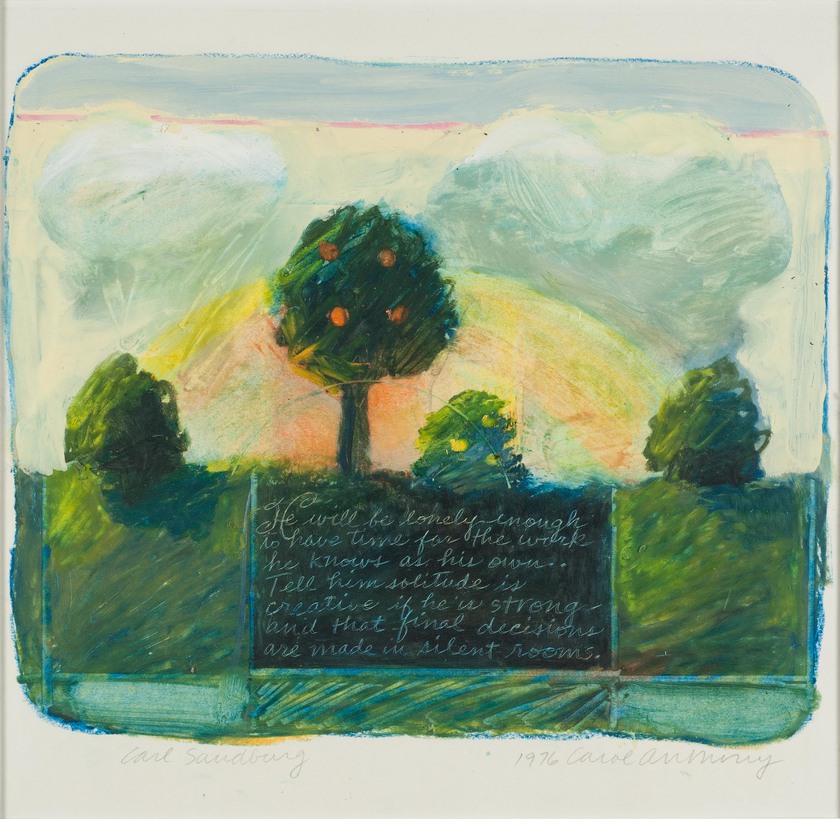 He will be lonely enough
to have time for the work
he knows as his own..
Tell him solitude is
creative if he is strong
and that final decisions
are made in silent rooms.
Carl Sandburg
1976 Carol Anthony